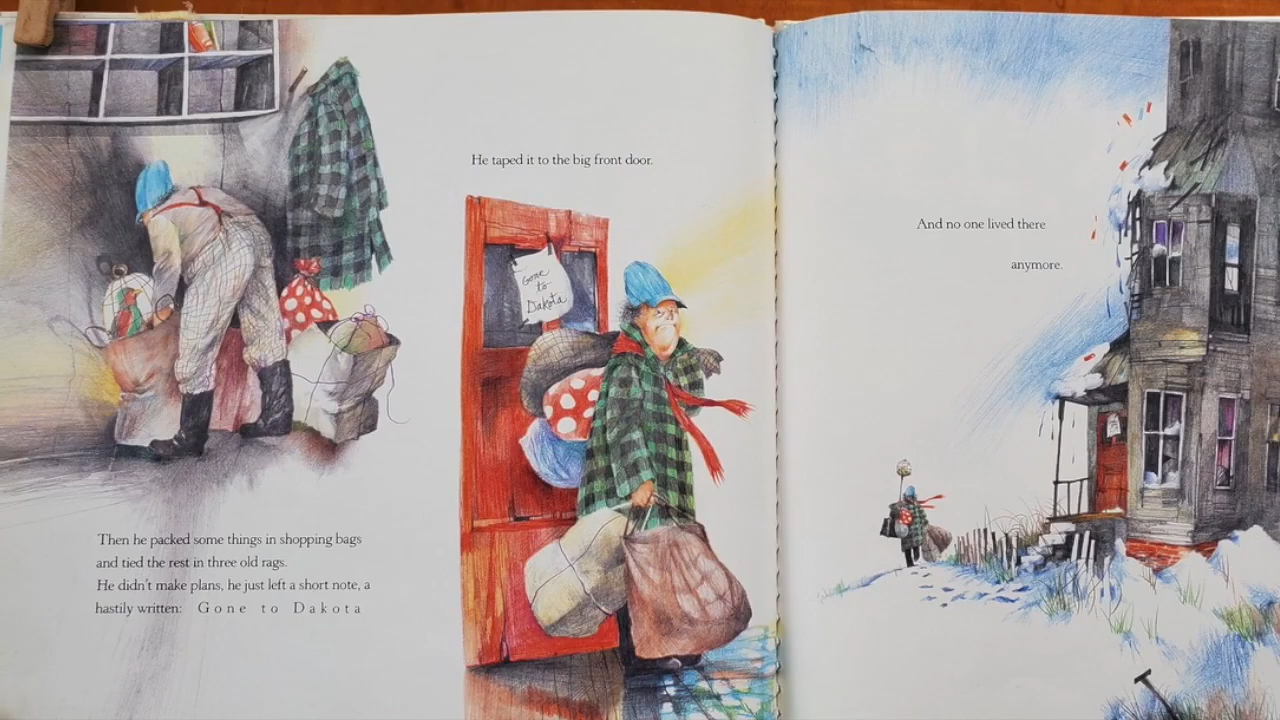 Then he packed some things in shopping bags
and tied the rest in three old rags.
He didn't make plans, he just left a short note, a
hastily written: Gone to Dakota
He taped it to the big front door.
Gone
to
Dakota
And no one lived there
anymore.